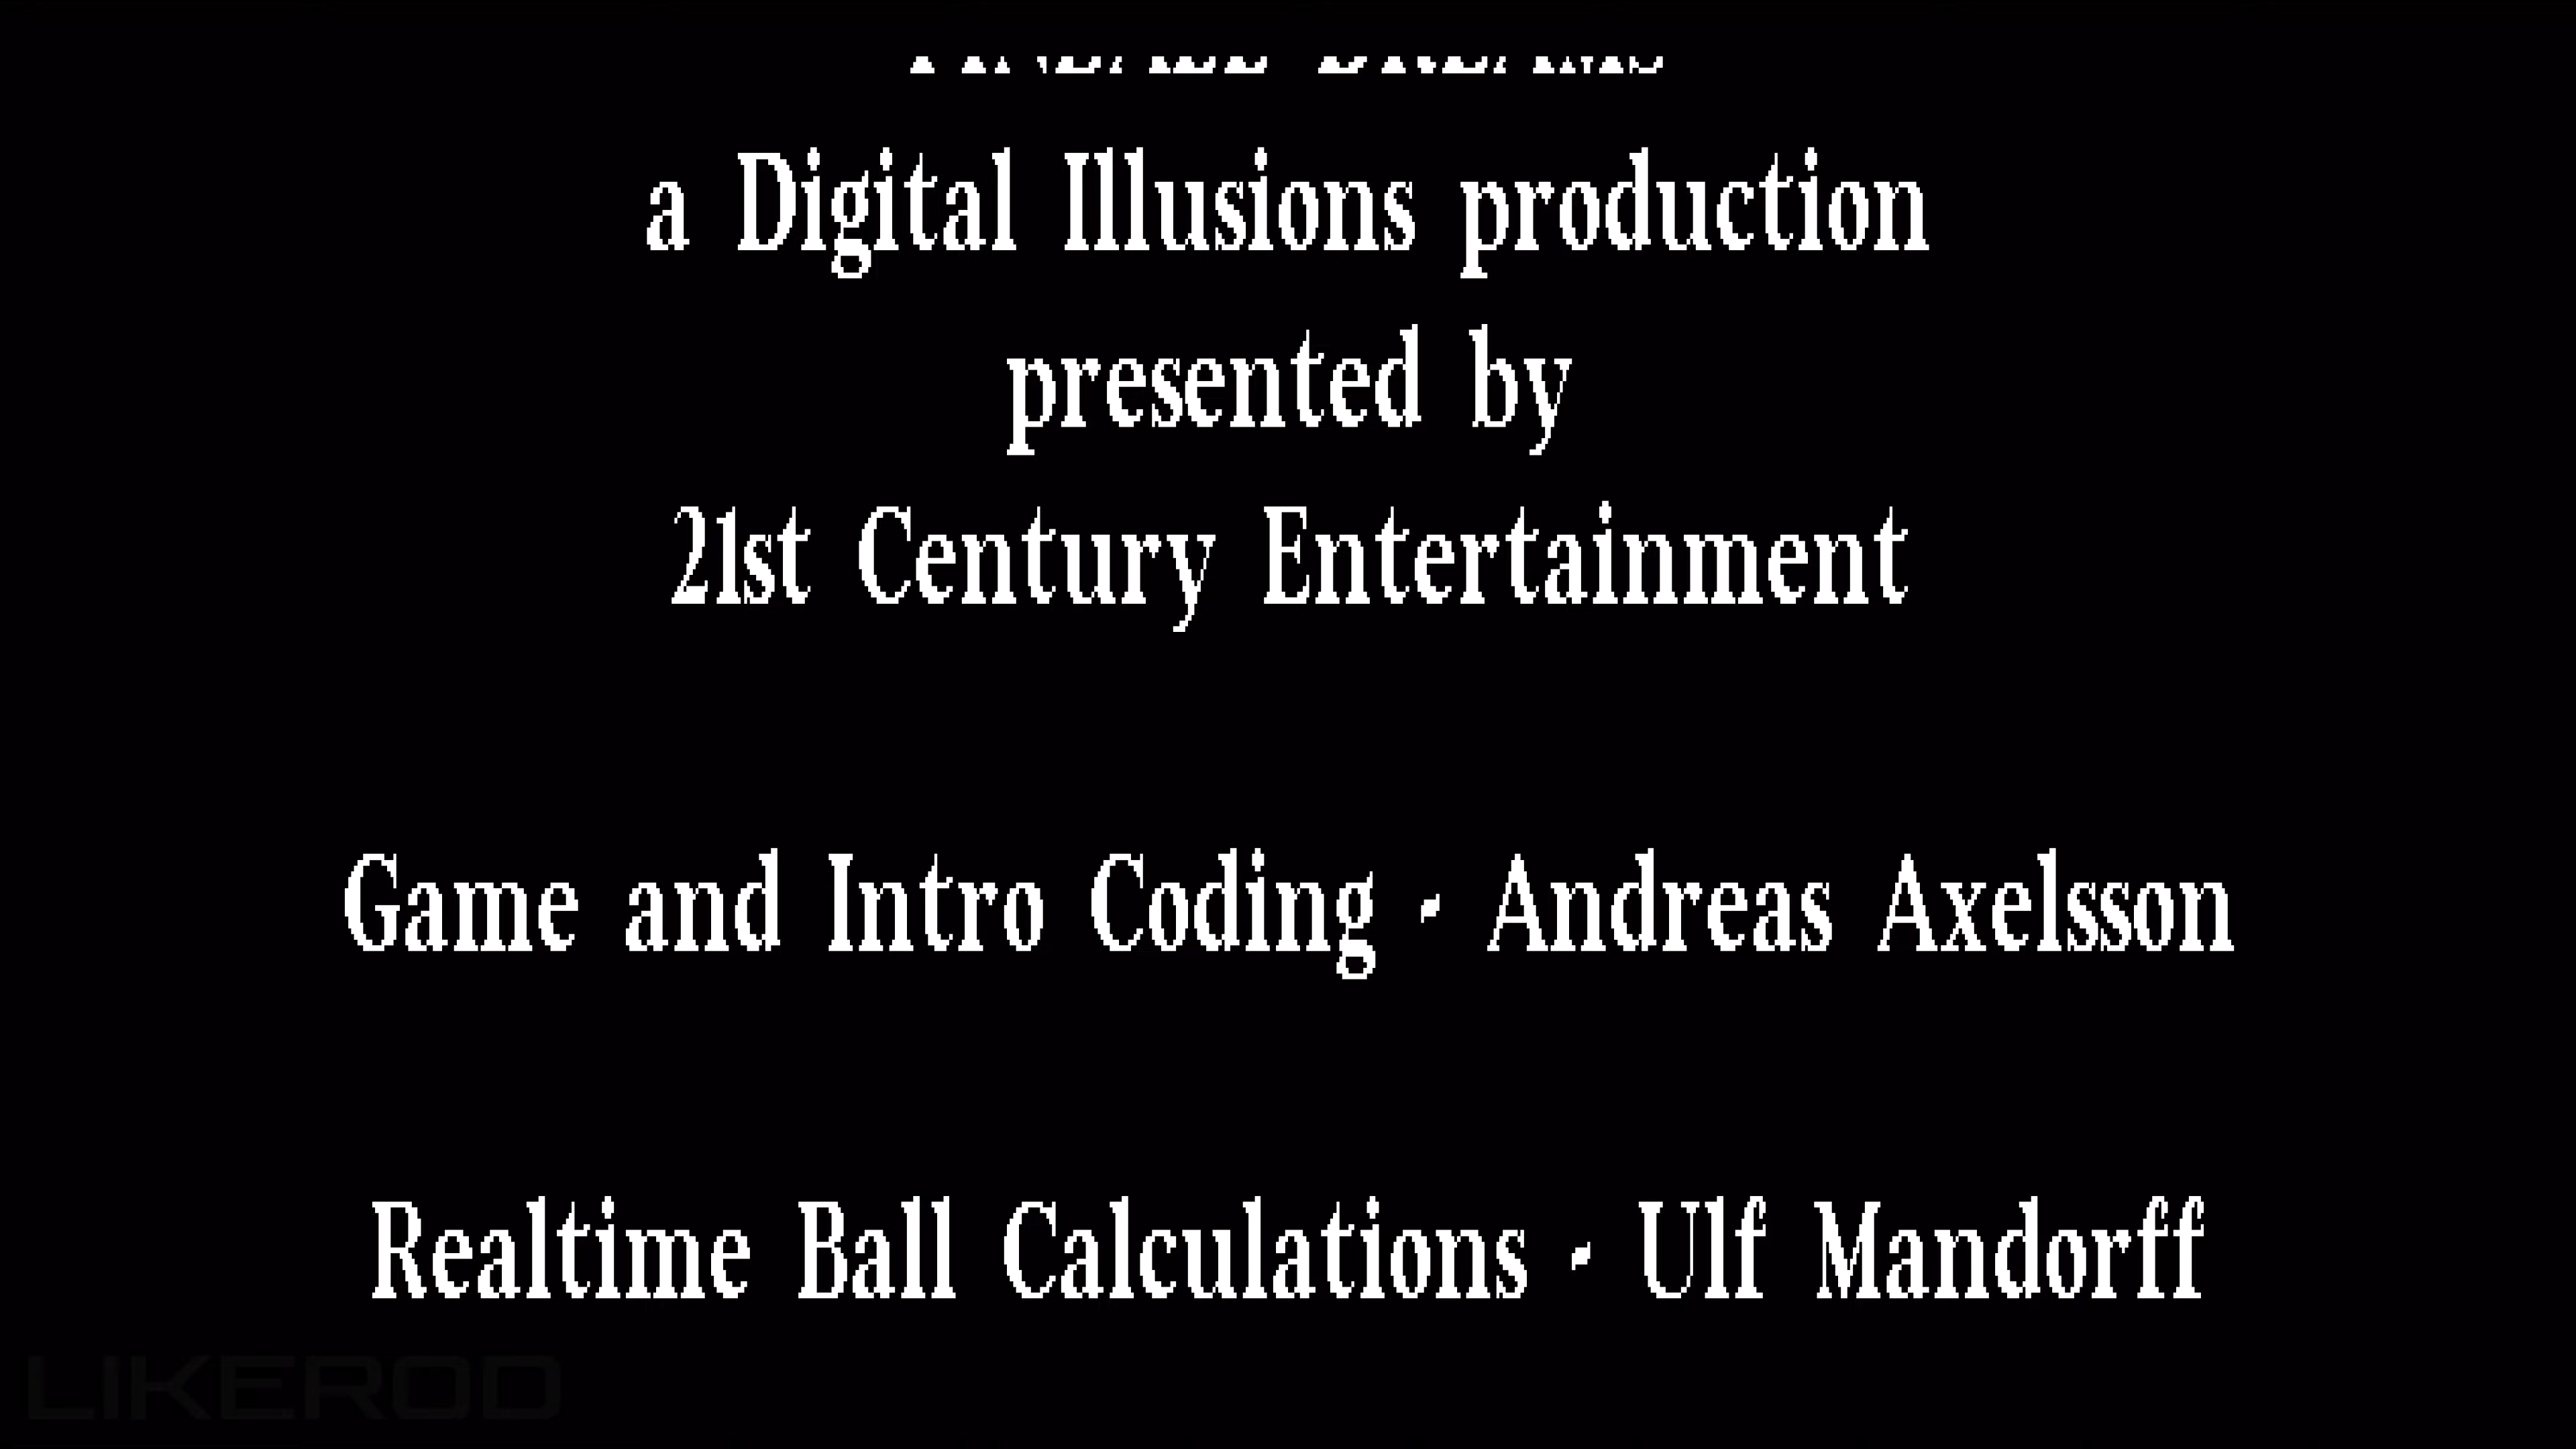 a Digital Illusions production
presented by
21st Century Entertainment
Game and Intro Coding - Andreas Axelsson
Realtime Ball Calculations - Ulf Mandorff
LIKEROD